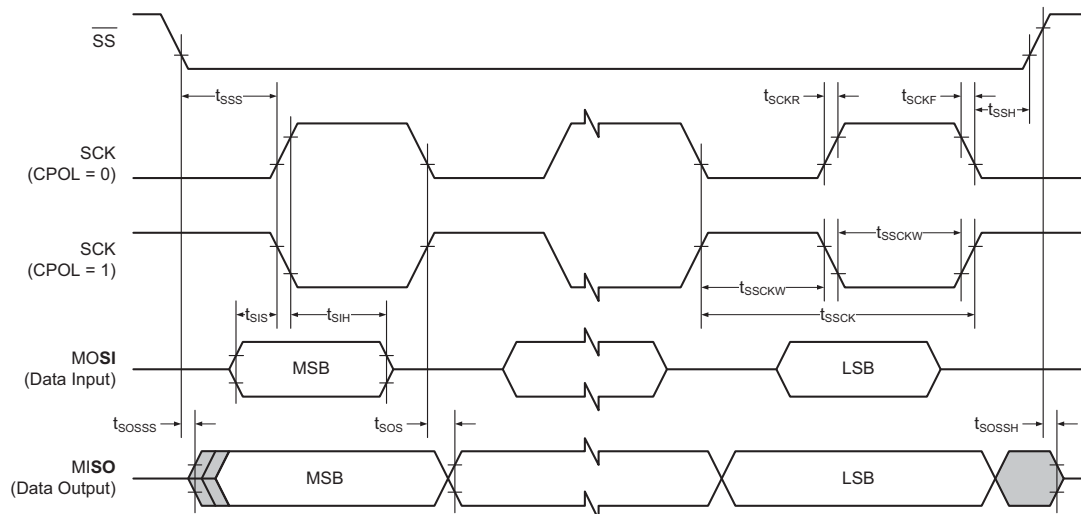 SS
tSSS
tSCKR
tSCKF
tSSH
SCK
(CPOL = 0)
SCK
(CPOL = 1)
tSSCKW
tSSCKW
tSSCK
tSIS
tSIH
MOSI
(Data Input)
MSB
LSB
tSOSSS
tSOS
tSOSSH
MISO
(Data Output)
MSB
LSB